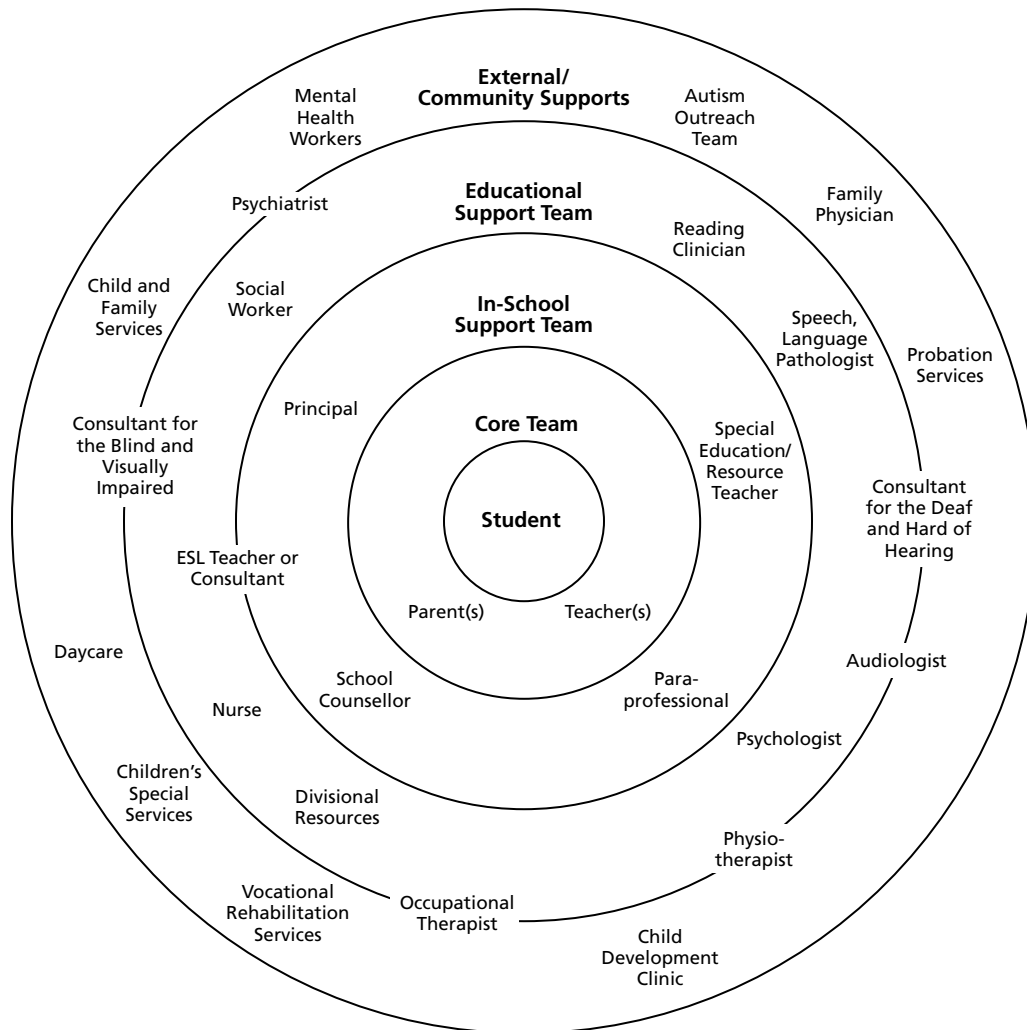 External/
Community Supports
Mental
Health
Workers
Autism
Outreach
Team
Psychiatrist
Educational
Support Team
Family
Physician
Reading
Clinician
Child and
Family
Services
Social
Worker
In-School
Support Team
Speech,
Language
Pathologist
Probation
Services
Principal
Core Team
Consultant for
the Blind and
Visually
Impaired
Special
Education/
Resource
Teacher
Student
Consultant
for the Deaf
and Hard of
Hearing
ESL Teacher or
Consultant
Parent(s)
Teacher(s)
Daycare
Audiologist
School
Counsellor
Para-
professional
Nurse
Psychologist
Children's
Special
Services
Divisional
Resources
Physio-
therapist
Vocational
Rehabilitation
Services
Occupational
Therapist
Child
Development
Clinic